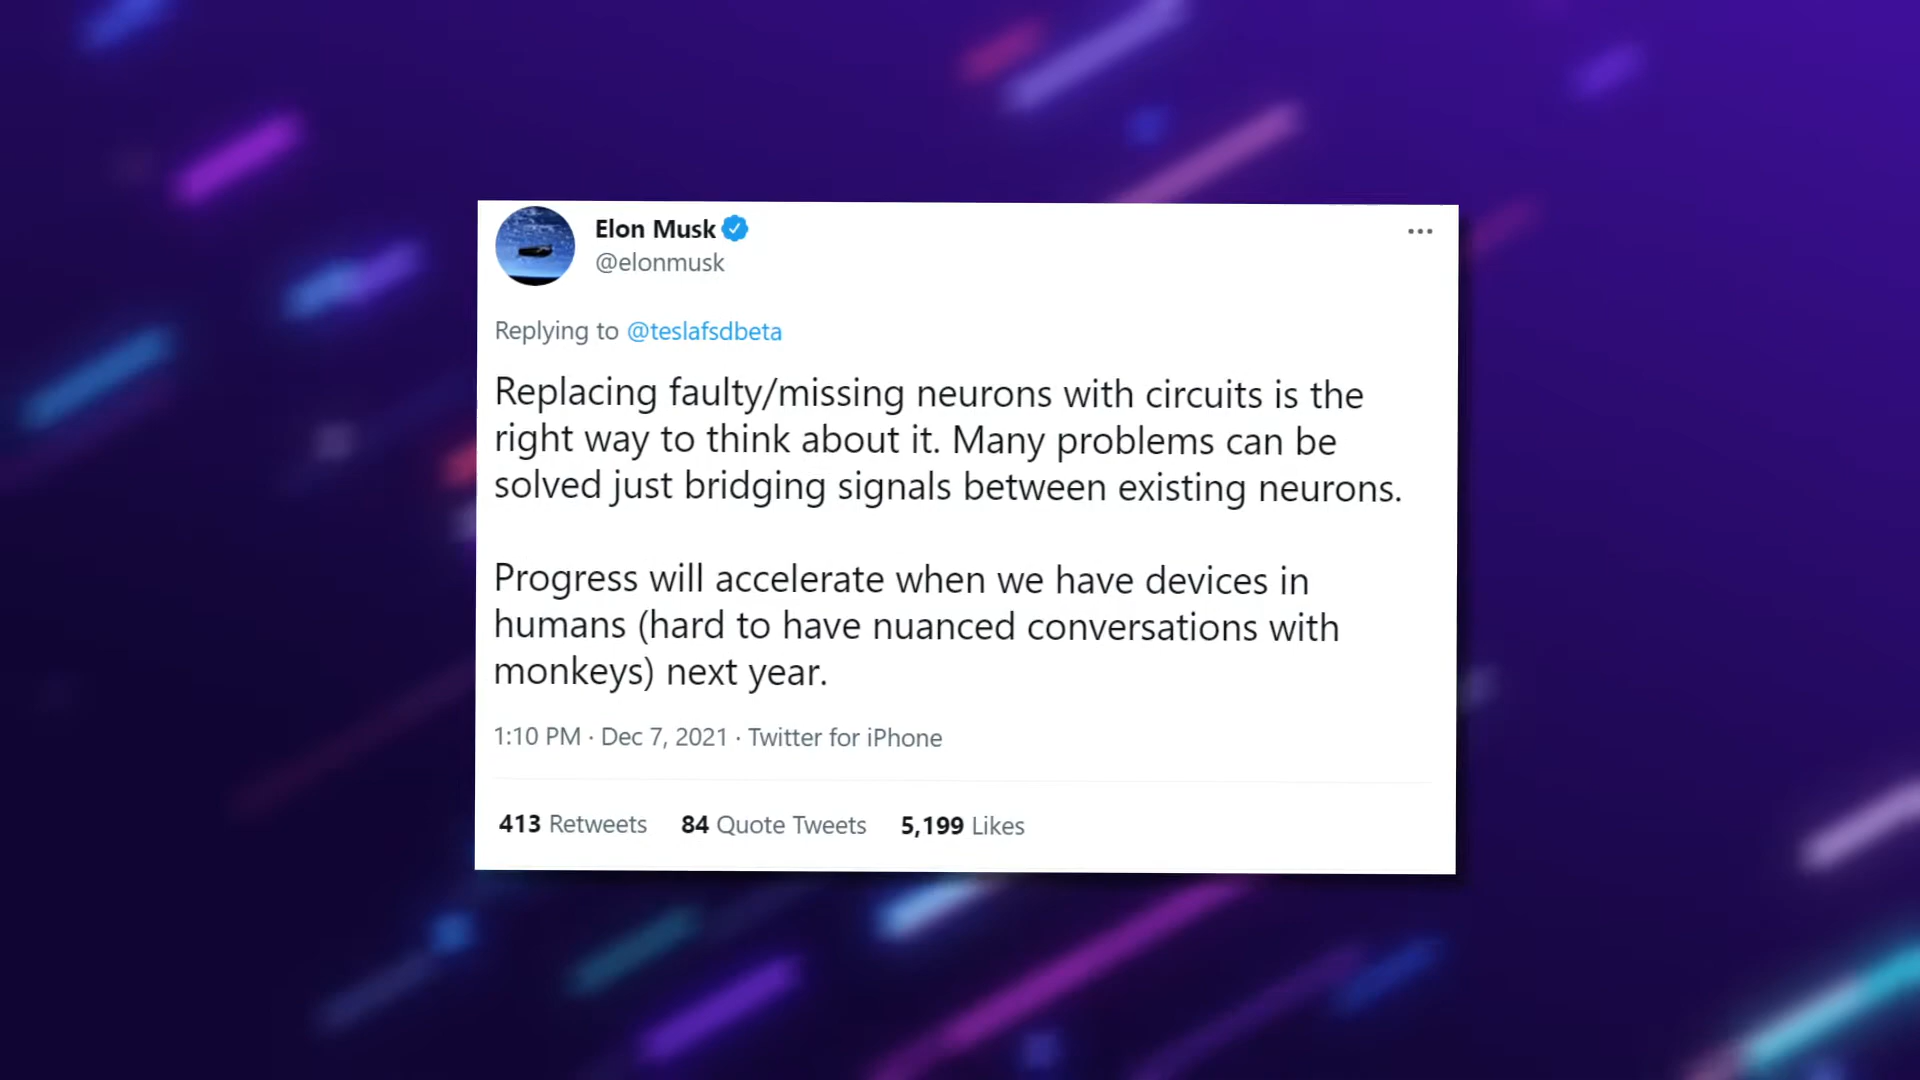 Elon Musk
@elonmusk
Replying to @teslafsdbeta
Replacing faulty/missing neurons with circuits is the
right way to think about it. Many problems can be
solved just bridging signals between existing neurons.
Progress will accelerate when we have devices in
humans (hard to have nuanced conversations with
monkeys) next year.
1:10 PM · Dec 7, 2021 · Twitter for iPhone
413 Retweets 84 Quote Tweets 5,199 Likes